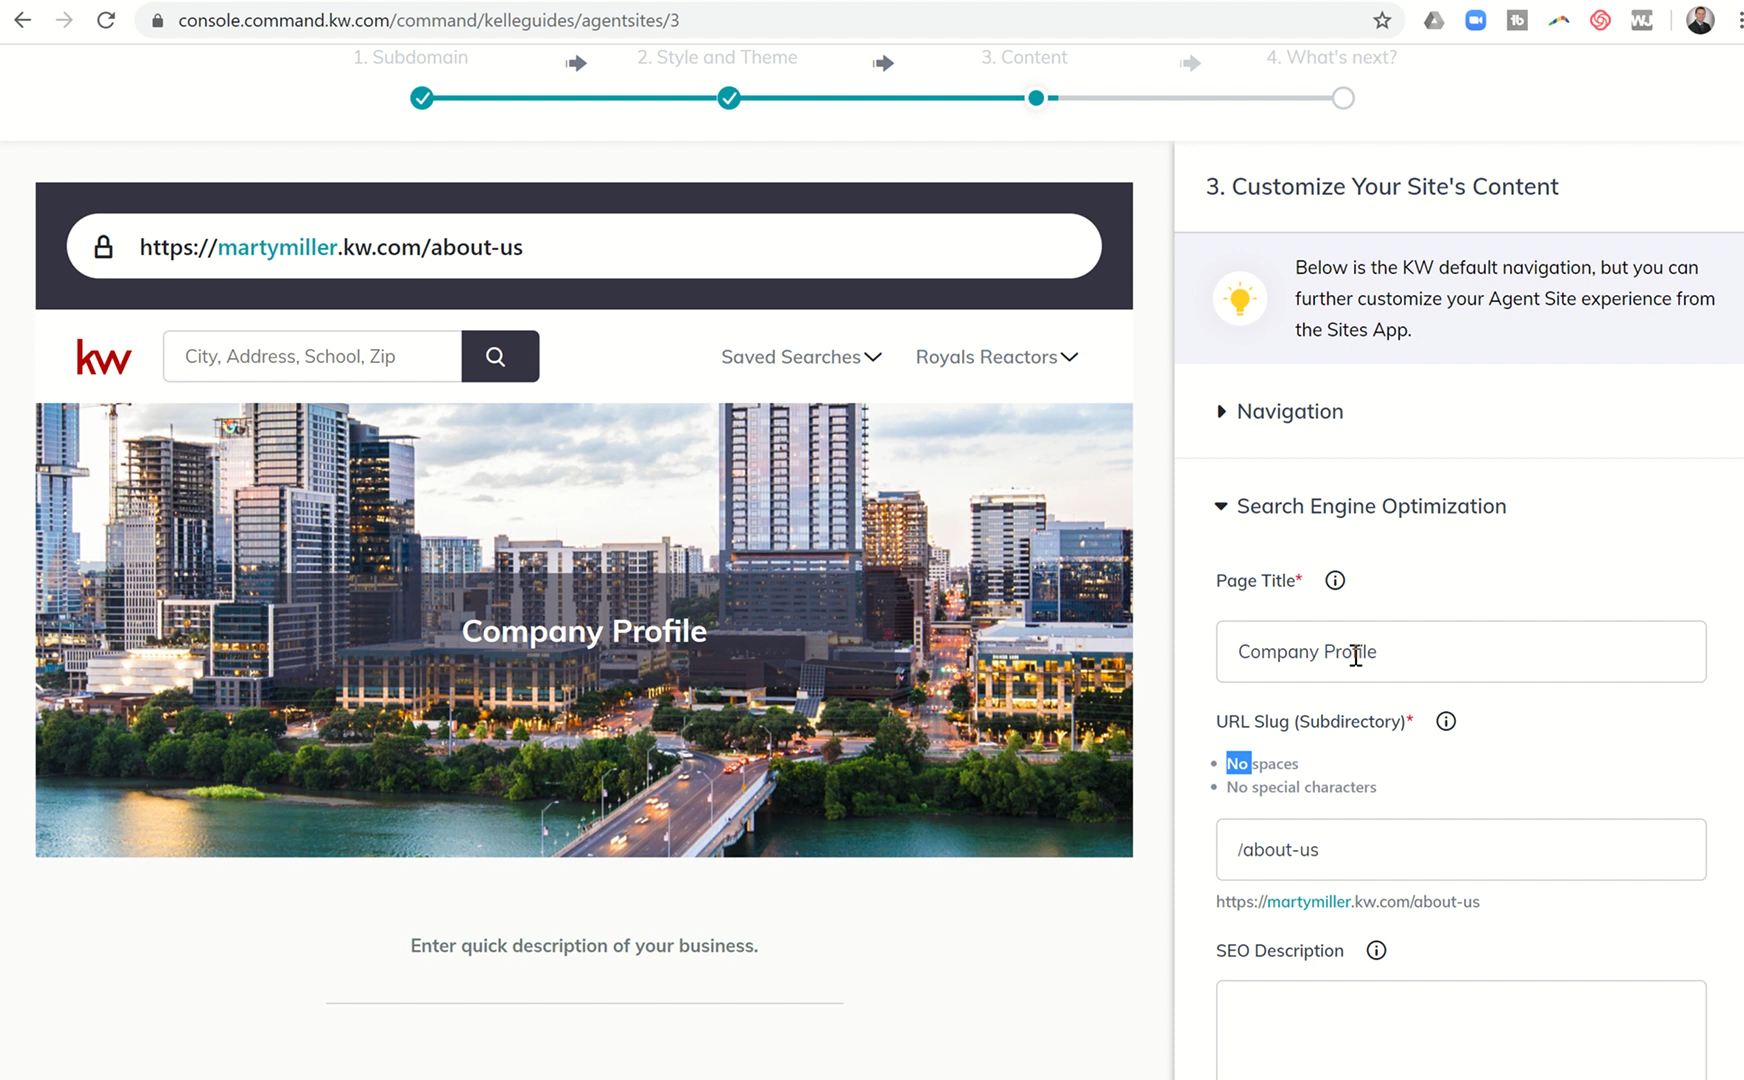 console.command.kw.com/command/kelleguides/agentsites/3
1. Subdomain
2. Style and Theme
3. Content
4. What's next?
https://martymiller.kw.com/about-us
kw
City, Address, School, Zip
Saved Searches
Royals Reactors
Company Profile
Enter quick description of your business.
3. Customize Your Site's Content
Below is the KW default navigation, but you can
further customize your Agent Site experience from
the Sites App.
Navigation
Search Engine Optimization
Page Title*
Company Profile
URL Slug (Subdirectory)*
No spaces
No special characters
/about-us
https://martymiller.kw.com/about-us
SEO Description